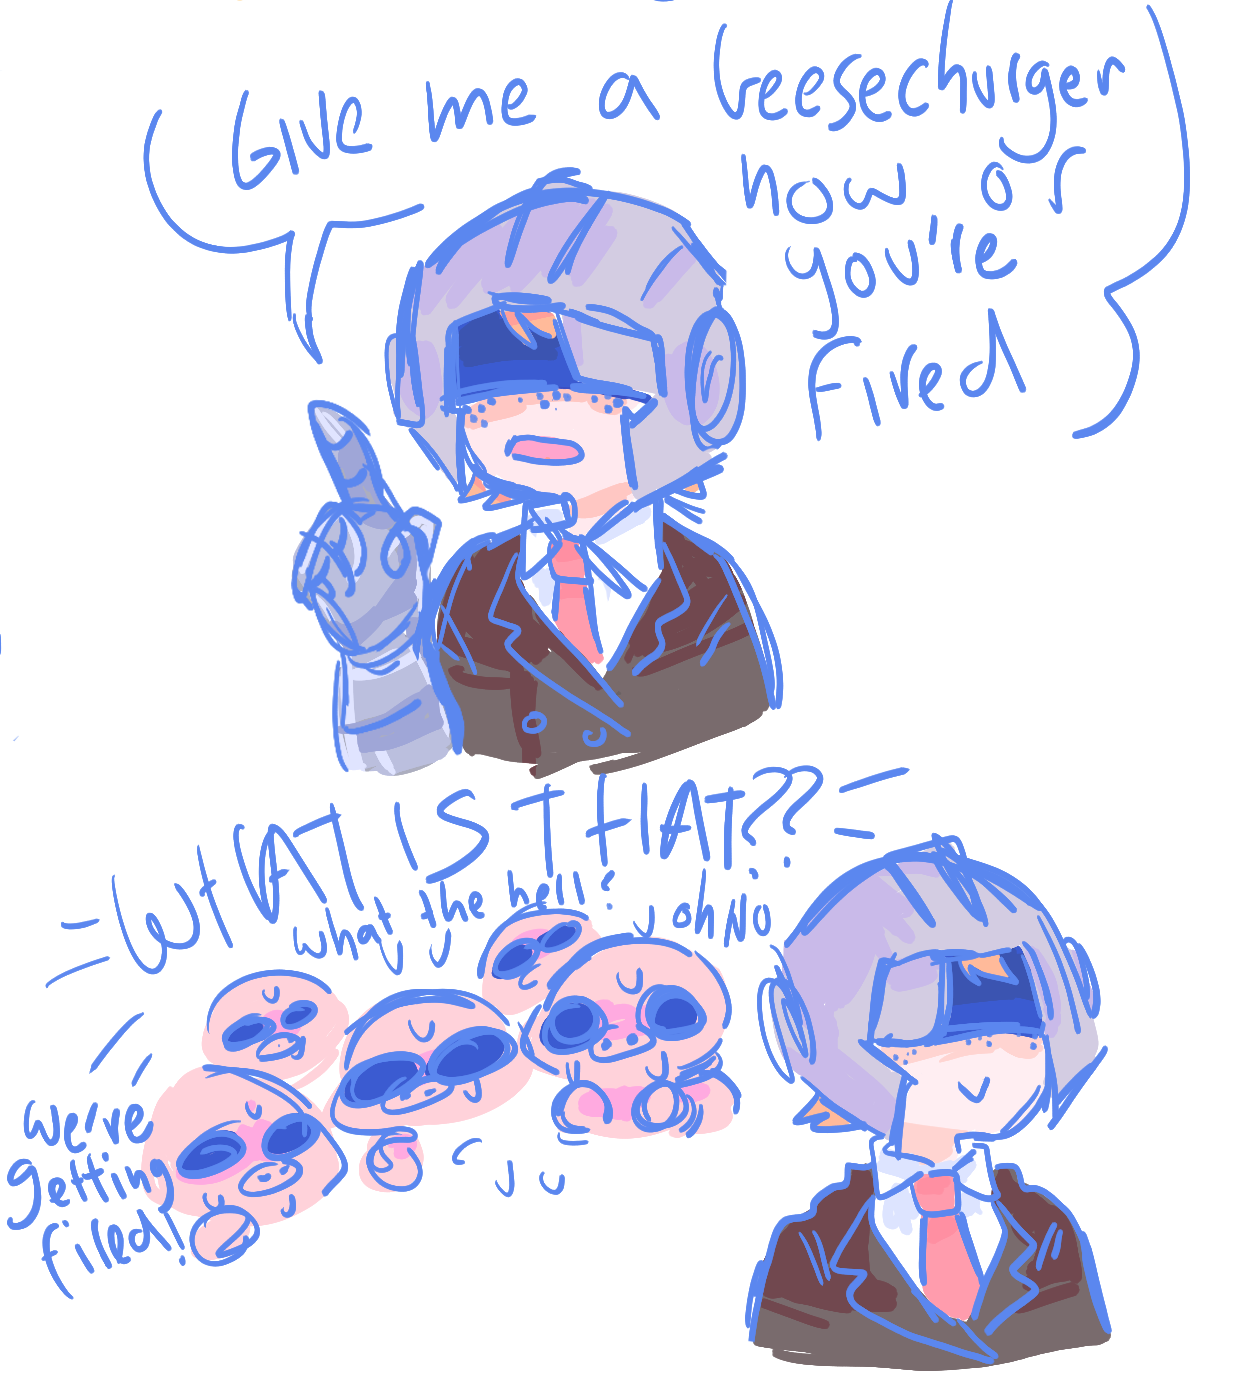 Give me a Geesechurger
now or
you're
fired
WHAT IS THAT??
what the hell?
oh No
we're
getting
fired!